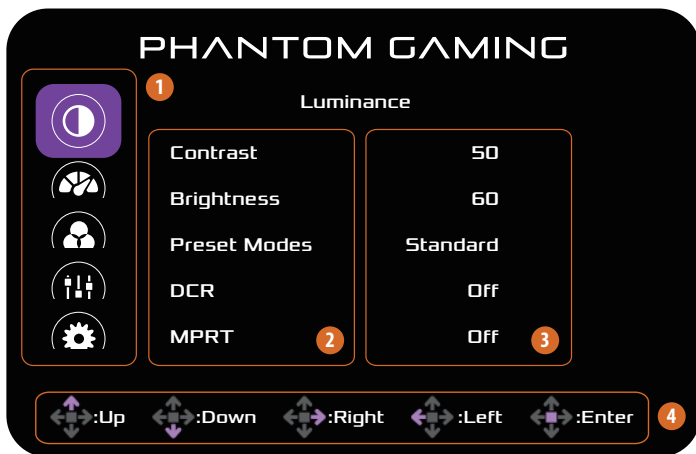 PHANTOM GAMING
1
Luminance
Contrast 50
Brightness 60
Preset Modes Standard
DCR Off
MPRT 2 Off 3
:Up :Down :Right :Left :Enter 4